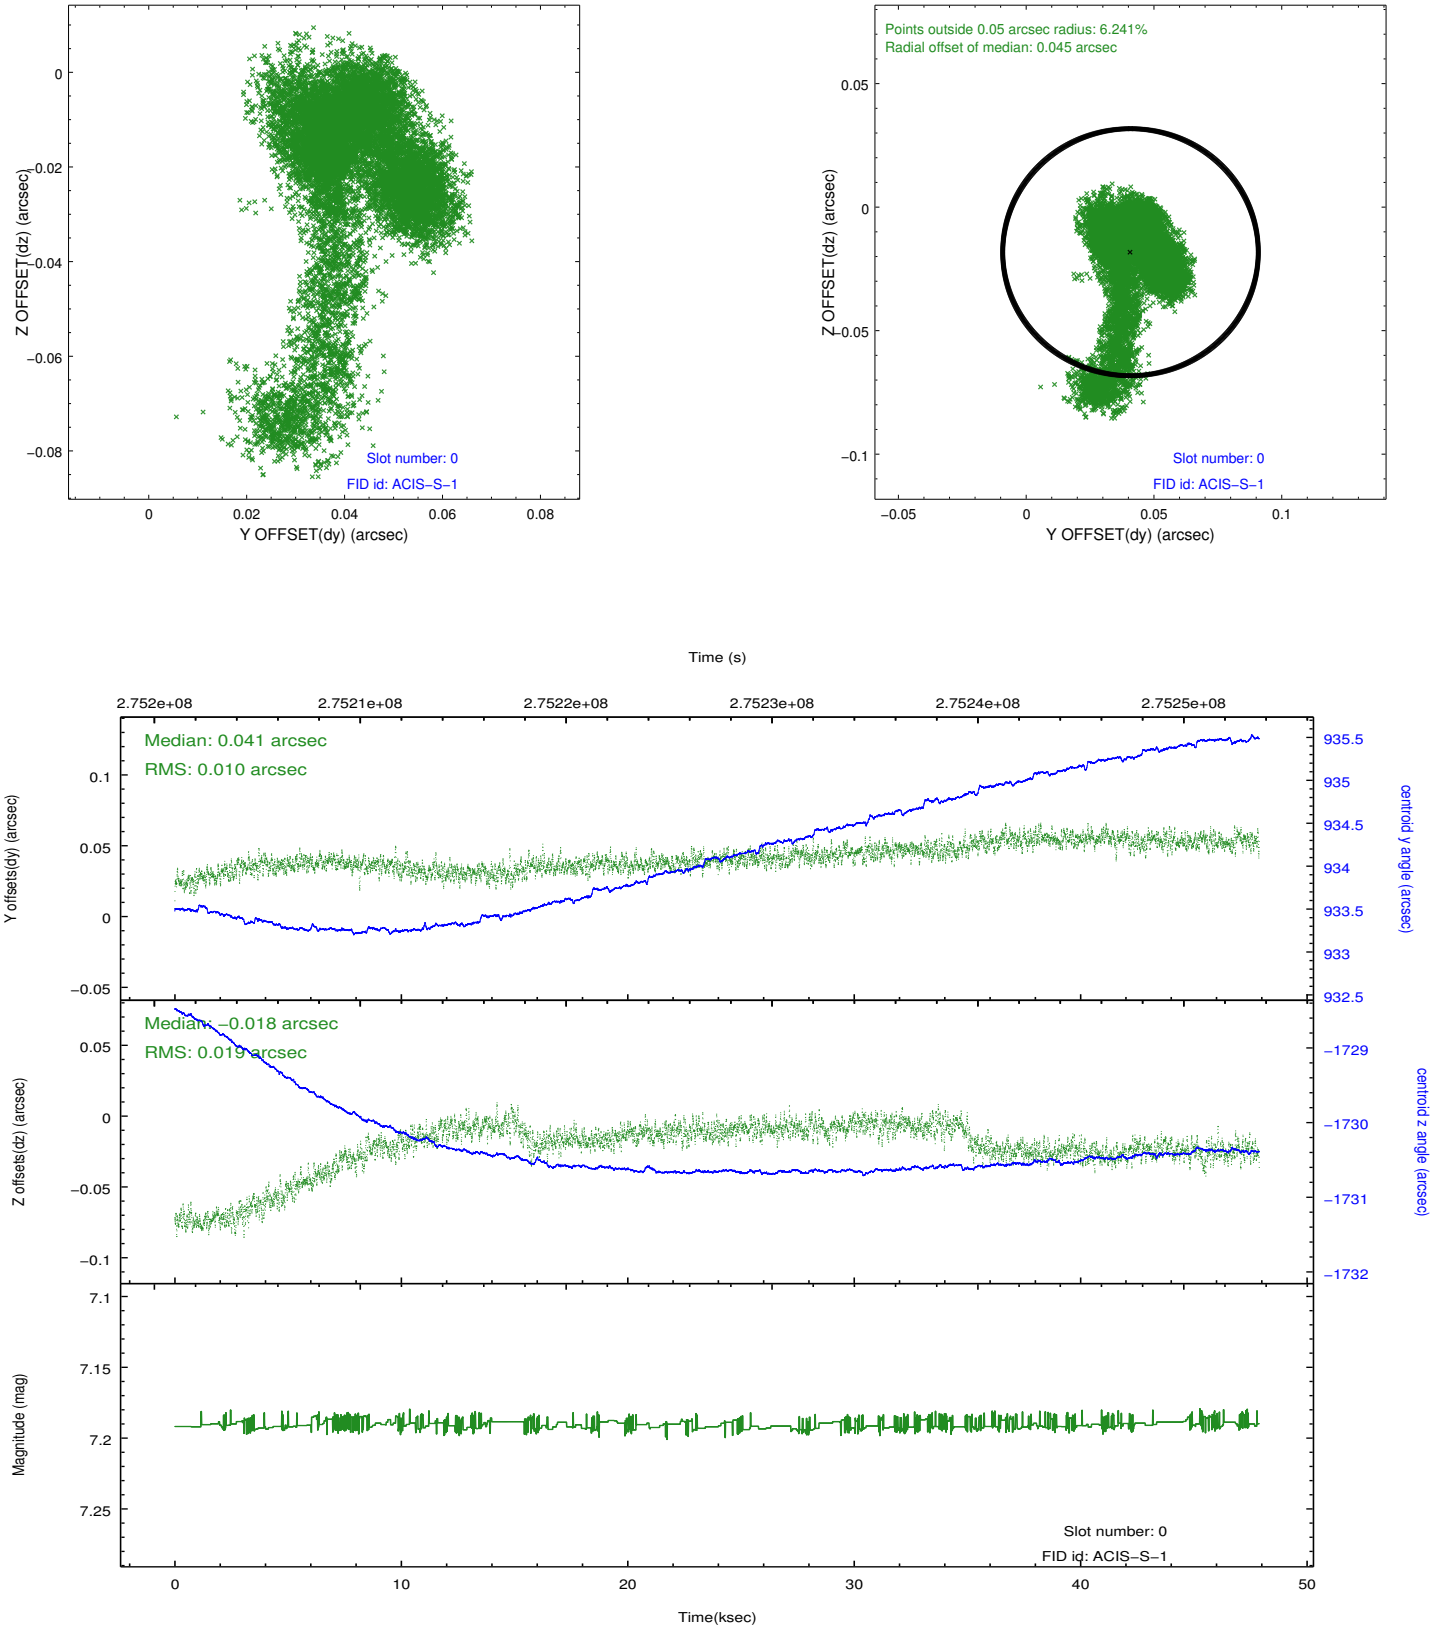 0
−0.02
−0.04
−0.06
−0.08
Z OFFSET(dz) (arcsec)
Slot number: 0
FID id: ACIS−S−1
0 0.02 0.04 0.06 0.08
Y OFFSET(dy) (arcsec)
Points outside 0.05 arcsec radius: 6.241%
Radial offset of median: 0.045 arcsec
0.05
0
−0.05
−0.1
Z OFFSET(dz) (arcsec)
Slot number: 0
FID id: ACIS−S−1
−0.05 0 0.05 0.1
Y OFFSET(dy) (arcsec)
Time (s)
2.752e+08 2.7521e+08 2.7522e+08 2.7523e+08 2.7524e+08 2.7525e+08
Median: 0.041 arcsec
RMS: 0.010 arcsec
0.1
0.05
0
−0.05
Y offsets(dy) (arcsec)
935.5
935
934.5
934
933.5
933
932.5
centroid y angle (arcsec)
Median: −0.018 arcsec
RMS: 0.019 arcsec
0.05
0
−0.05
−0.1
Z offsets(dz) (arcsec)
−1729
−1730
−1731
−1732
centroid z angle (arcsec)
7.1
7.15
7.2
7.25
Magnitude (mag)
Slot number: 0
FID id: ACIS−S−1
0 10 20 30 40 50
Time(ksec)